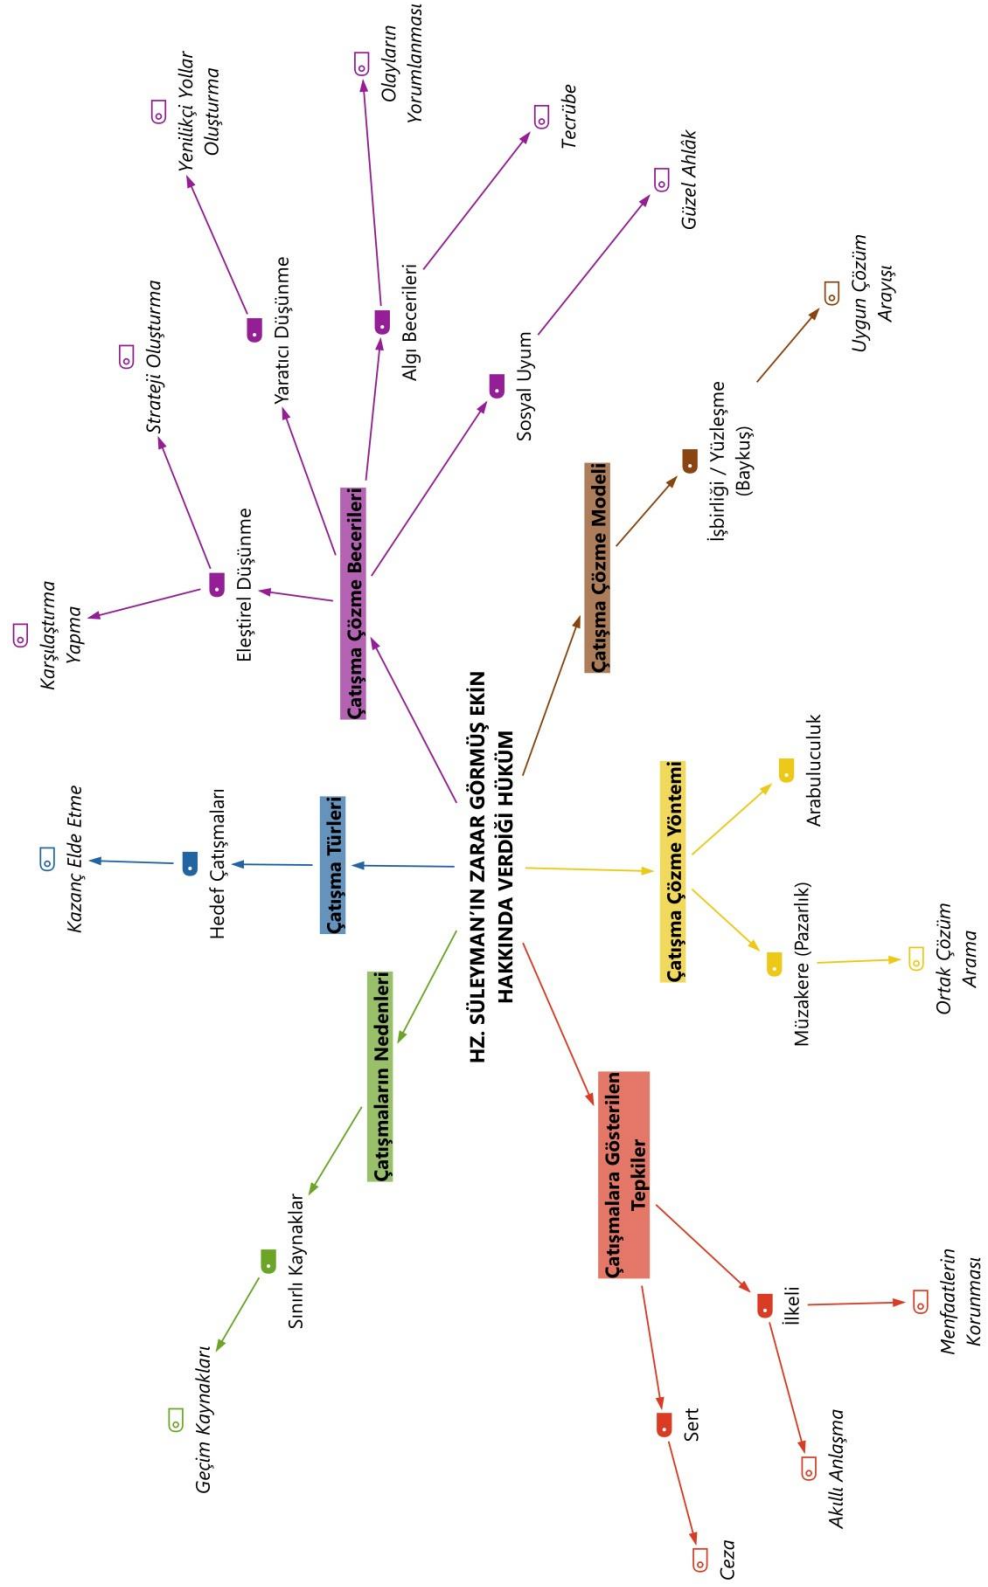 HZ. SÜLEYMAN'IN ZARAR GÖRMÜŞ EKİN
HAKKINDA VERDİĞİ HÜKÜM
Çatışmaların Nedenleri
Sınırlı Kaynaklar
Geçim Kaynakları
Çatışma Türleri
Hedef Çatışmaları
Kazanç Elde Etme
Çatışma Çözme Becerileri
Eleştirel Düşünme
Karşılaştırma
Yapma
Strateji Oluşturma
Yaratıcı Düşünme
Yenilikçi Yollar
Oluşturma
Algı Becerileri
Olayların
Yorumlanması
Tecrübe
Sosyal Uyum
Güzel Ahlâk
Çatışma Çözme Modeli
İşbirliği / Yüzleşme
(Baykuş)
Uygun Çözüm
Arayışı
Çatışma Çözme Yöntemi
Arabuluculuk
Müzakere (Pazarlık)
Ortak Çözüm
Arama
Çatışmalara Gösterilen
Tepkiler
Sert
Ceza
İlkeli
Akıllı Anlaşma
Menfaatlerin
Korunması